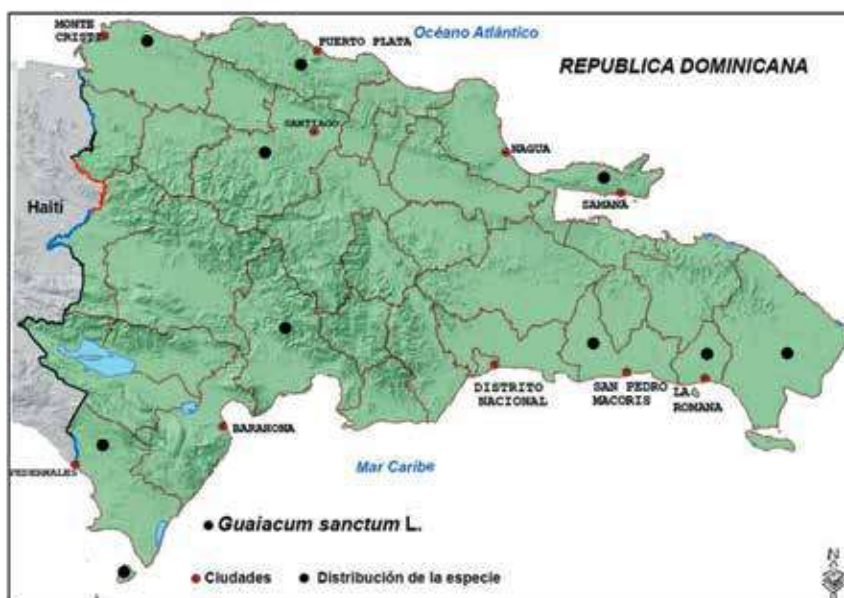 MONTE
CRISTI
PUERTO PLATA
Océano Atlántico
REPUBLICA DOMINICANA
SANTIAGO
NAGUA
SAMANÁ
Haití
DISTRITO
NACIONAL
SAN PEDRO
MACORIS
LA
ROMANA
BARAHONA
PEDERNALES
Mar Caribe
Guaiacum sanctum L.
Ciudades
Distribución de la especie
N